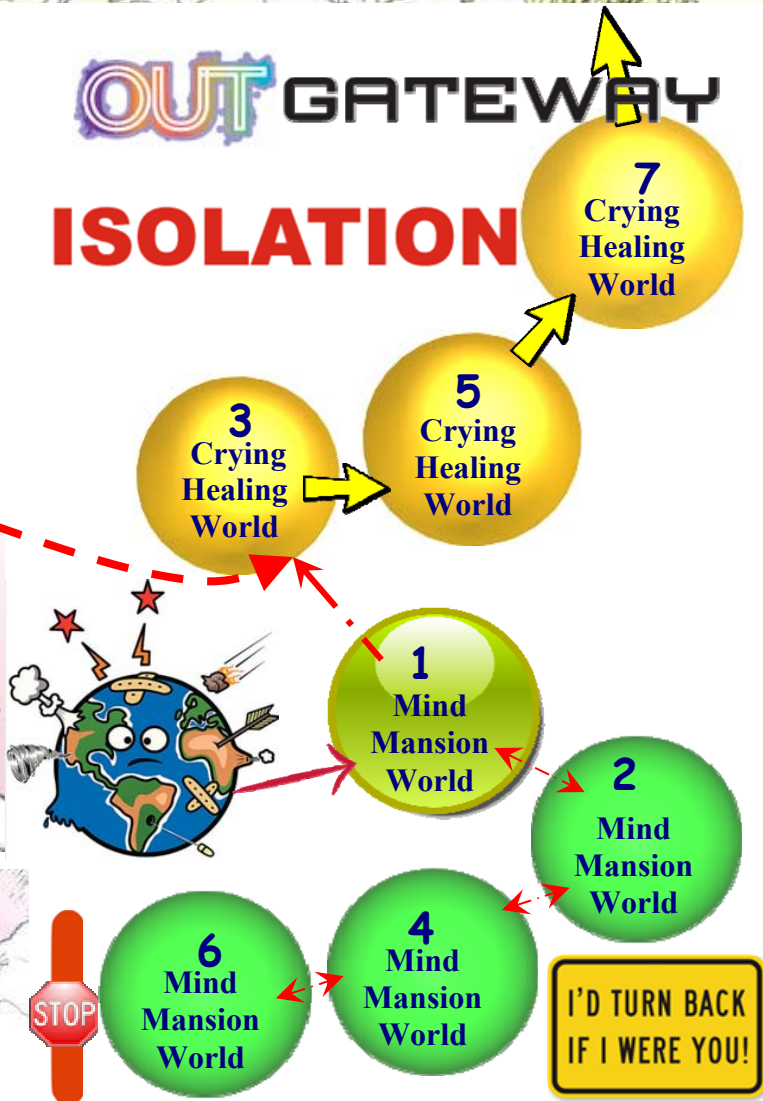 OUT GATEWAY
ISOLATION
7
Crying
Healing
World
5
Crying
Healing
World
3
Crying
Healing
World
1
Mind
Mansion
World
2
Mind
Mansion
World
4
Mind
Mansion
World
6
Mind
Mansion
World
STOP
I'D TURN BACK
IF I WERE YOU!